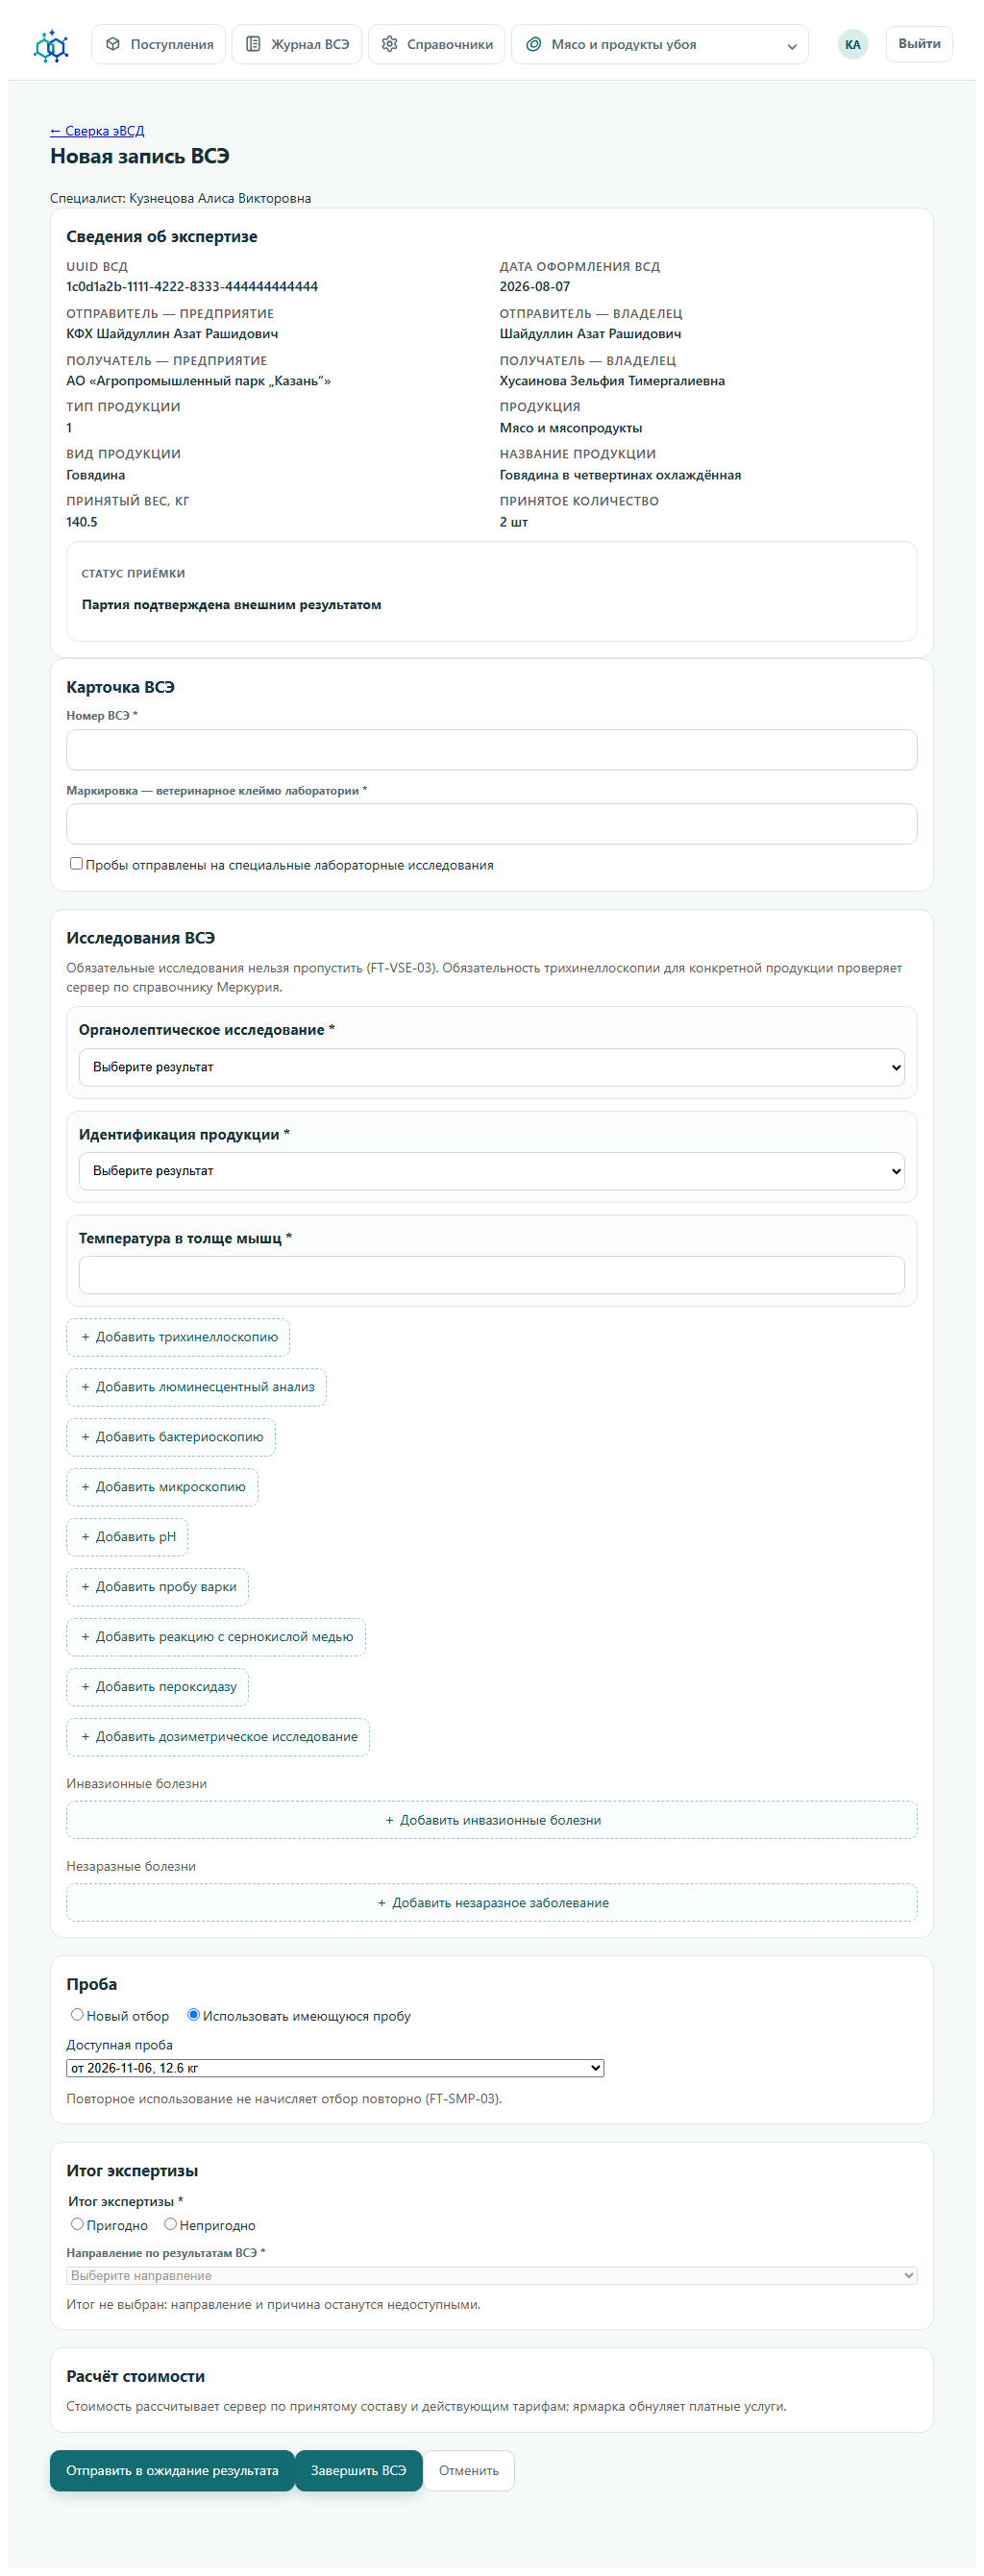 Поступления
Журнал ВСЭ
Справочники
Мясо и продукты убоя
КА
Выйти
← Сверка эВСД
Новая запись ВСЭ
Специалист: Кузнецова Алиса Викторовна
Сведения об экспертизе
UUID ВСД
1c0d1a2b-1111-4222-8333-444444444444
ДАТА ОФОРМЛЕНИЯ ВСД
2026-08-07
ОТПРАВИТЕЛЬ — ПРЕДПРИЯТИЕ
КФХ Шайдуллин Азат Рашидович
ОТПРАВИТЕЛЬ — ВЛАДЕЛЕЦ
Шайдуллин Азат Рашидович
ПОЛУЧАТЕЛЬ — ПРЕДПРИЯТИЕ
АО «Агропромышленный парк „Казань“»
ПОЛУЧАТЕЛЬ — ВЛАДЕЛЕЦ
Хусаинова Зельфия Тимергалиевна
ТИП ПРОДУКЦИИ
1
ПРОДУКЦИЯ
Мясо и мясопродукты
ВИД ПРОДУКЦИИ
Говядина
НАЗВАНИЕ ПРОДУКЦИИ
Говядина в четвертинах охлаждённая
ПРИНЯТЫЙ ВЕС, КГ
140.5
ПРИНЯТОЕ КОЛИЧЕСТВО
2 шт
СТАТУС ПРИЁМКИ
Партия подтверждена внешним результатом
Карточка ВСЭ
Номер ВСЭ *
Маркировка — ветеринарное клеймо лаборатории *
Пробы отправлены на специальные лабораторные исследования
Исследования ВСЭ
Обязательные исследования нельзя пропустить (FT-VSE-03). Обязательность трихинеллоскопии для конкретной продукции проверяет
сервер по справочнику Меркурия.
Органолептическое исследование *
Выберите результат
Идентификация продукции *
Выберите результат
Температура в толще мышц *
+ Добавить трихинеллоскопию
+ Добавить люминесцентный анализ
+ Добавить бактериоскопию
+ Добавить микроскопию
+ Добавить pH
+ Добавить пробу варки
+ Добавить реакцию с сернокислой медью
+ Добавить пероксидазу
+ Добавить дозиметрическое исследование
Инвазионные болезни
+ Добавить инвазионные болезни
Незаразные болезни
+ Добавить незаразное заболевание
Проба
Новый отбор
Использовать имеющуюся пробу
Доступная проба
от 2026-11-06, 12.6 кг
Повторное использование не начисляет отбор повторно (FT-SMP-03).
Итог экспертизы
Итог экспертизы *
Пригодно
Непригодно
Направление по результатам ВСЭ *
Выберите направление
Итог не выбран: направление и причина останутся недоступными.
Расчёт стоимости
Стоимость рассчитывает сервер по принятому составу и действующим тарифам; ярмарка обнуляет платные услуги.
Отправить в ожидание результата
Завершить ВСЭ
Отменить